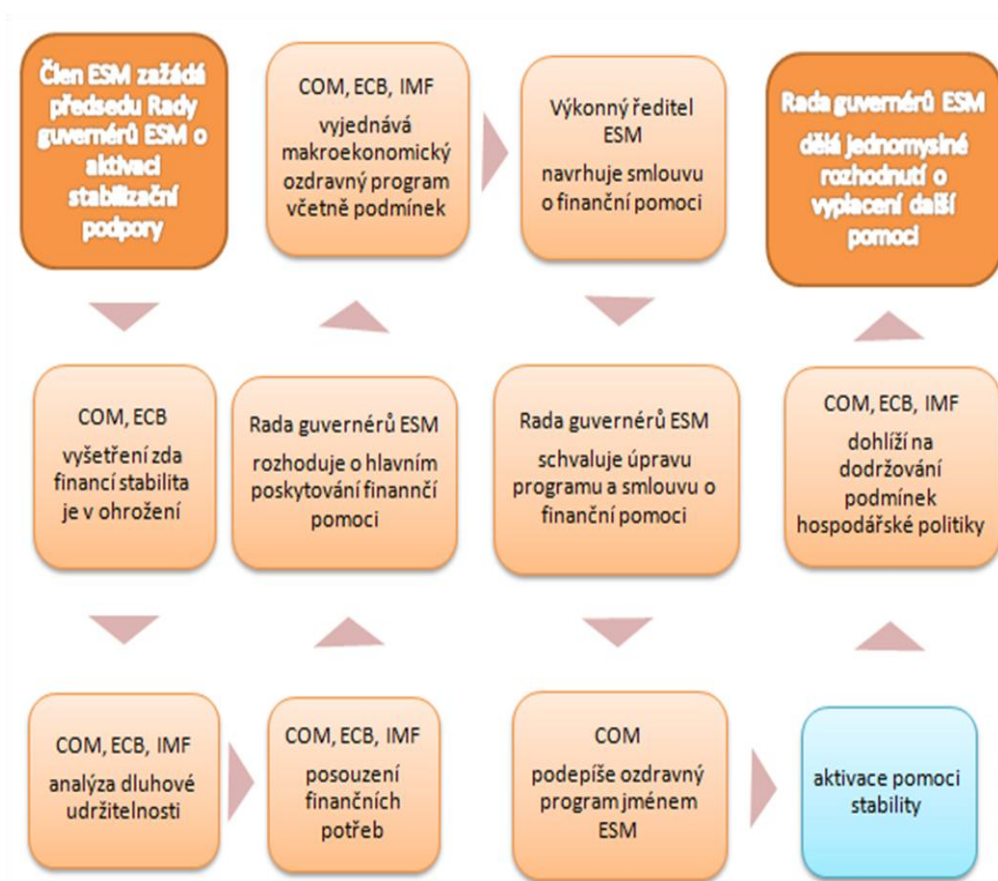 Člen ESM zažádá
předsedu Rady
guvernérů ESM o
aktivaci
stabilizační
podpory
COM, ECB
vyšetření zda
financí stabilita
je v ohrožení
COM, ECB, IMF
analýza dluhové
udržitelnosti
COM, ECB, IMF
posouzení
finančních
potřeb
Rada guvernérů ESM
rozhoduje o hlavním
poskytování finannčí
pomoci
COM, ECB, IMF
vyjednává
makroekonomický
ozdravný program
včetně podmínek
Výkonný ředitel
ESM
navrhuje smlouvu
o finanční pomoci
Rada guvernérů ESM
schvaluje úpravu
programu a smlouvu o
finanční pomoci
COM
podepíše ozdravný
program jménem
ESM
aktivace pomoci
stability
COM, ECB, IMF
dohlíží na
dodržování
podmínek
hospodářské politiky
Rada guvernérů ESM
dělá jednomyslné
rozhodnutí o
vyplacení další
pomoci